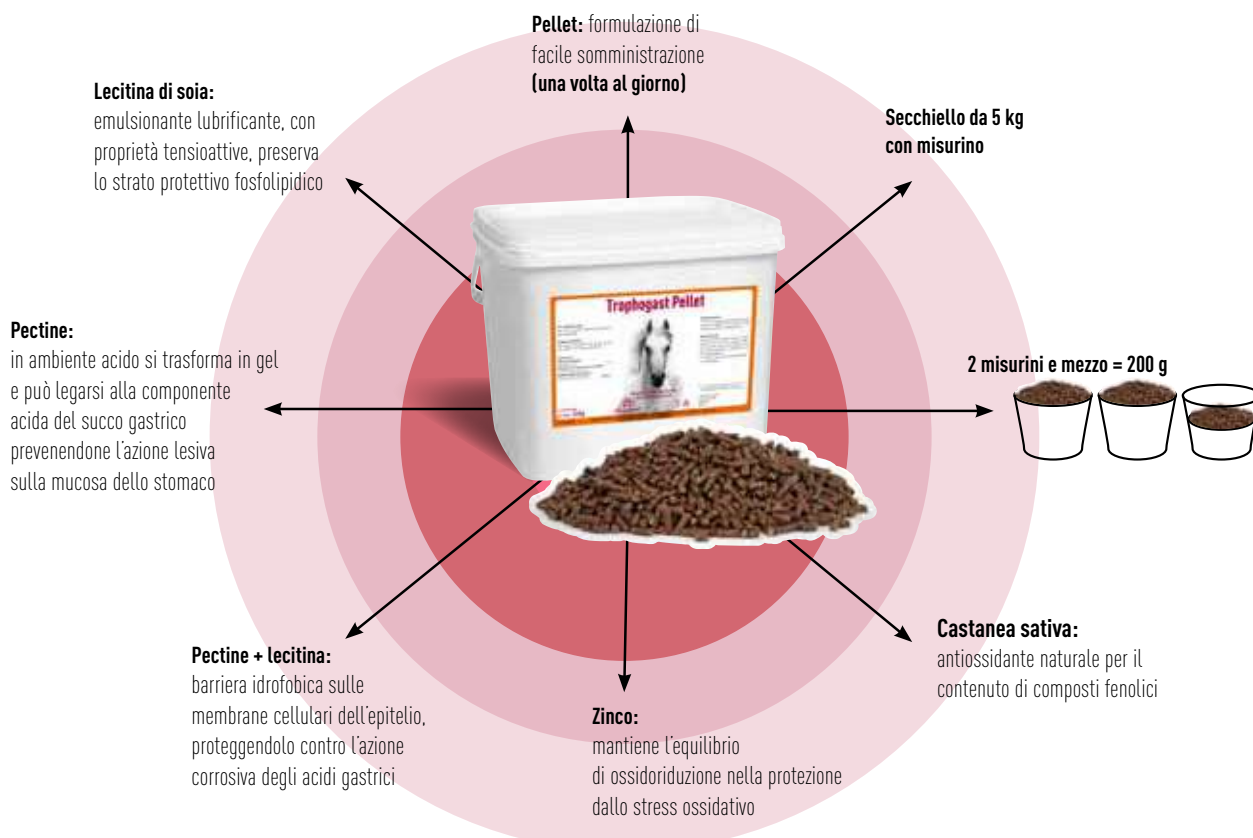 Pellet: formulazione di
facile somministrazione
(una volta al giorno)
Lecitina di soia:
emulsionante lubrificante, con
proprietà tensioattive, preserva
lo strato protettivo fosfolipidico
Secchiello da 5 kg
con misurino
Pectine:
in ambiente acido si trasforma in gel
e può legarsi alla componente
acida del succo gastrico
prevenendone l'azione lesiva
sulla mucosa dello stomaco
Trophogast Pellet
2 misurini e mezzo = 200 g
Pectine + lecitina:
barriera idrofobica sulle
membrane cellulari dell'epitelio,
proteggendolo contro l'azione
corrosiva degli acidi gastrici
Zinco:
mantiene l'equilibrio
di ossidoriduzione nella protezione
dallo stress ossidativo
Castanea sativa:
antiossidante naturale per il
contenuto di composti fenolici